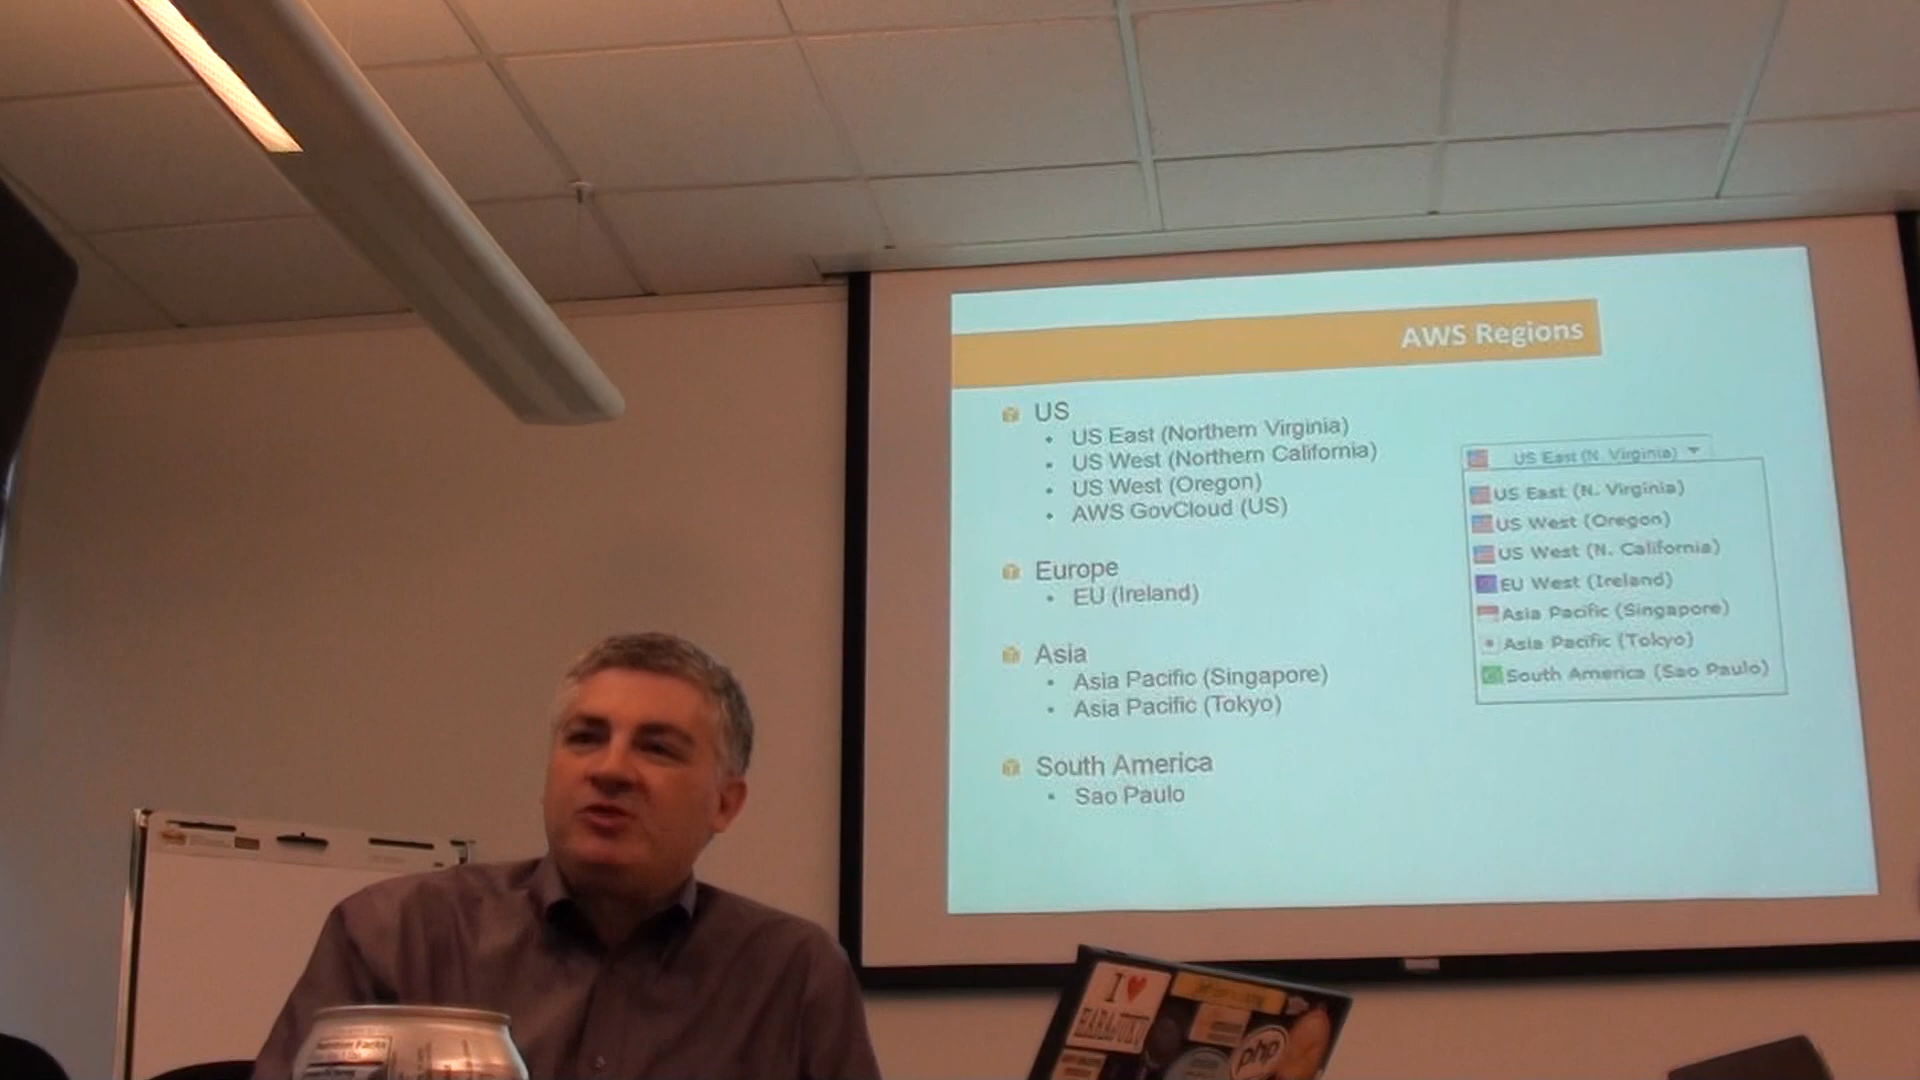 AWS Regions
US
US East (Northern Virginia)
US West (Northern California)
US West (Oregon)
AWS GovCloud (US)
Europe
EU (Ireland)
Asia
Asia Pacific (Singapore)
Asia Pacific (Tokyo)
South America
Sao Paulo
US East (N. Virginia)
US East (N. Virginia)
US West (Oregon)
US West (N. California)
EU West (Ireland)
Asia Pacific (Singapore)
Asia Pacific (Tokyo)
South America (Sao Paulo)
I
HARAJUKU
php
Nutrition Facts